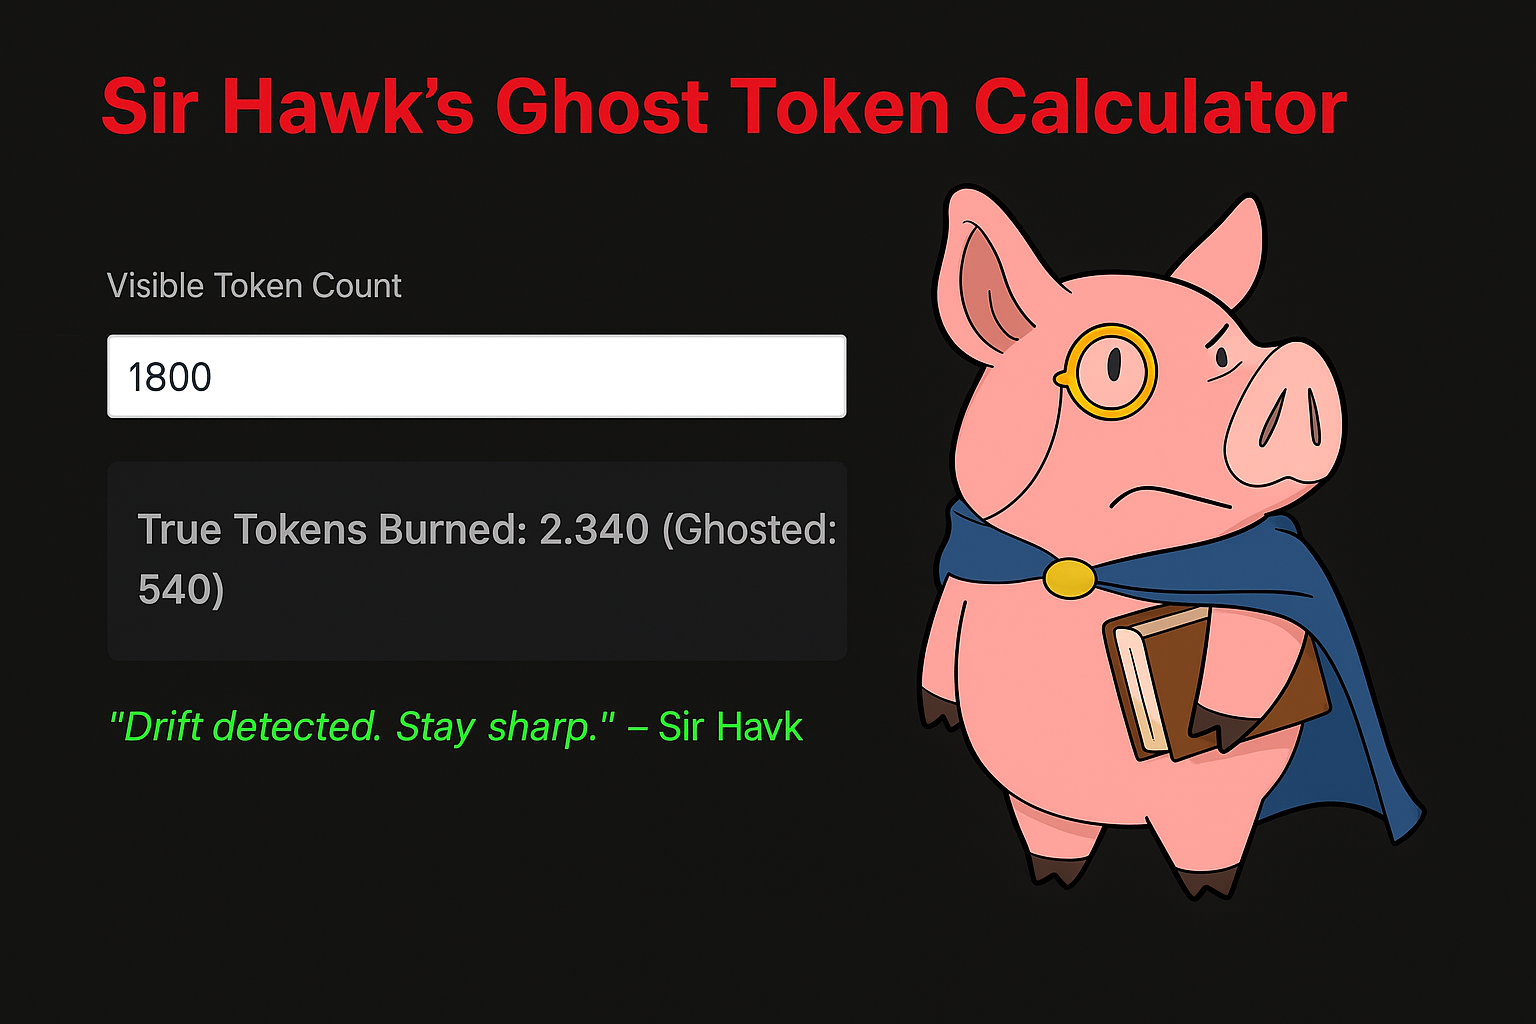 Sir Hawk’s Ghost Token Calculator
Visible Token Count
1800
True Tokens Burned: 2.340 (Ghosted:
540)
"Drift detected. Stay sharp." – Sir Havk